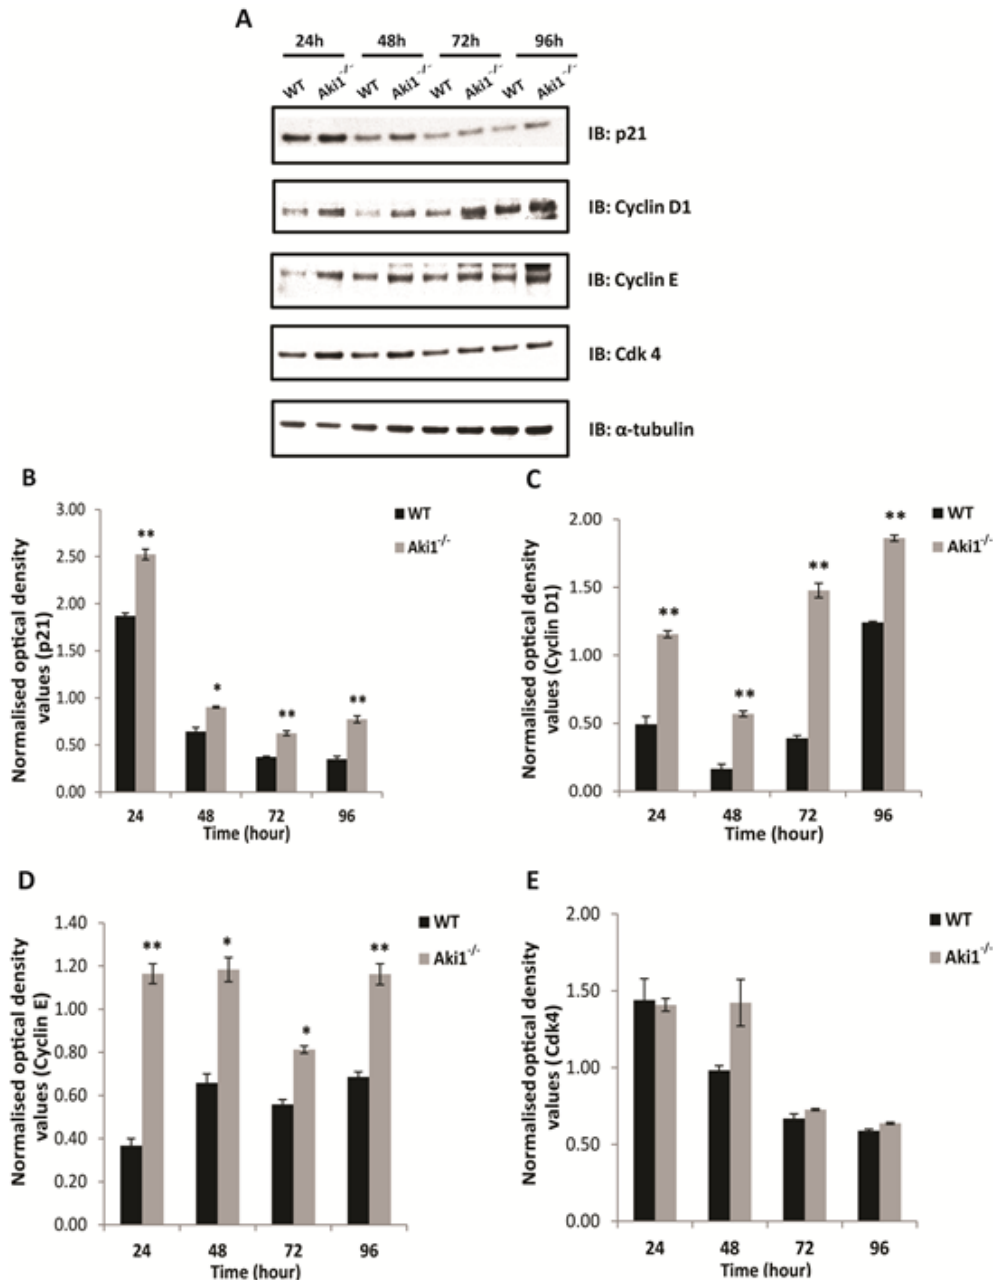 A
24h 48h 72h 96h
WT Aki1-/- WT Aki1-/- WT Aki1-/- WT Aki1-/-
IB: p21
IB: Cyclin D1
IB: Cyclin E
IB: Cdk 4
IB: α-tubulin
B
Normalised optical density
values (p21)
3.00
2.50
2.00
1.50
1.00
0.50
0.00
** * ** **
24 48 72 96
Time (hour)
WT
Aki1-/-
C
Normalised optical density
values (Cyclin D1)
2.00
1.50
1.00
0.50
0.00
** ** ** **
24 48 72 96
Time (hour)
WT
Aki1-/-
D
Normalised optical density
values (Cyclin E)
1.40
1.20
1.00
0.80
0.60
0.40
0.20
0.00
** * * **
24 48 72 96
Time (hour)
WT
Aki1-/-
E
Normalised optical density
values (Cdk4)
2.00
1.50
1.00
0.50
0.00
24 48 72 96
Time (hour)
WT
Aki1-/-